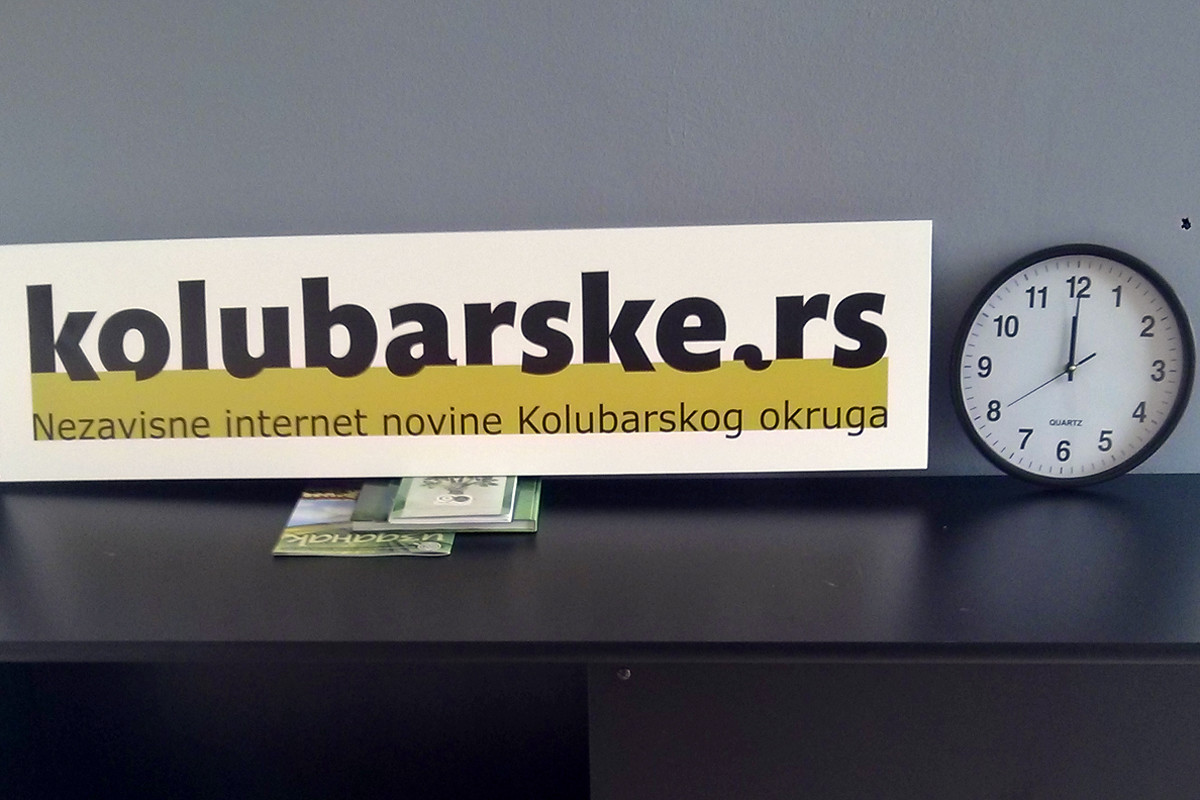 kolubarske.rs
Nezavisne internet novine Kolubarskog okruga
12
11 1
10 2
9 3
8 4
QUARTZ
7 5
6
узданак